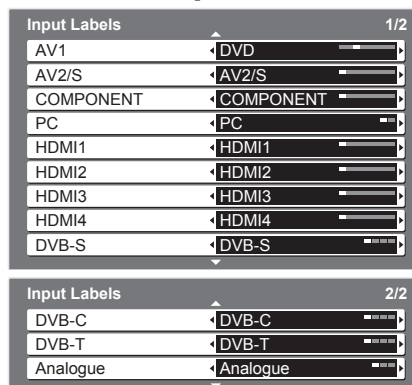 Input Labels 1/2
AV1 DVD
AV2/S AV2/S
COMPONENT COMPONENT
PC PC
HDMI1 HDMI1
HDMI2 HDMI2
HDMI3 HDMI3
HDMI4 HDMI4
DVB-S DVB-S
Input Labels 2/2
DVB-C DVB-C
DVB-T DVB-T
Analogue Analogue